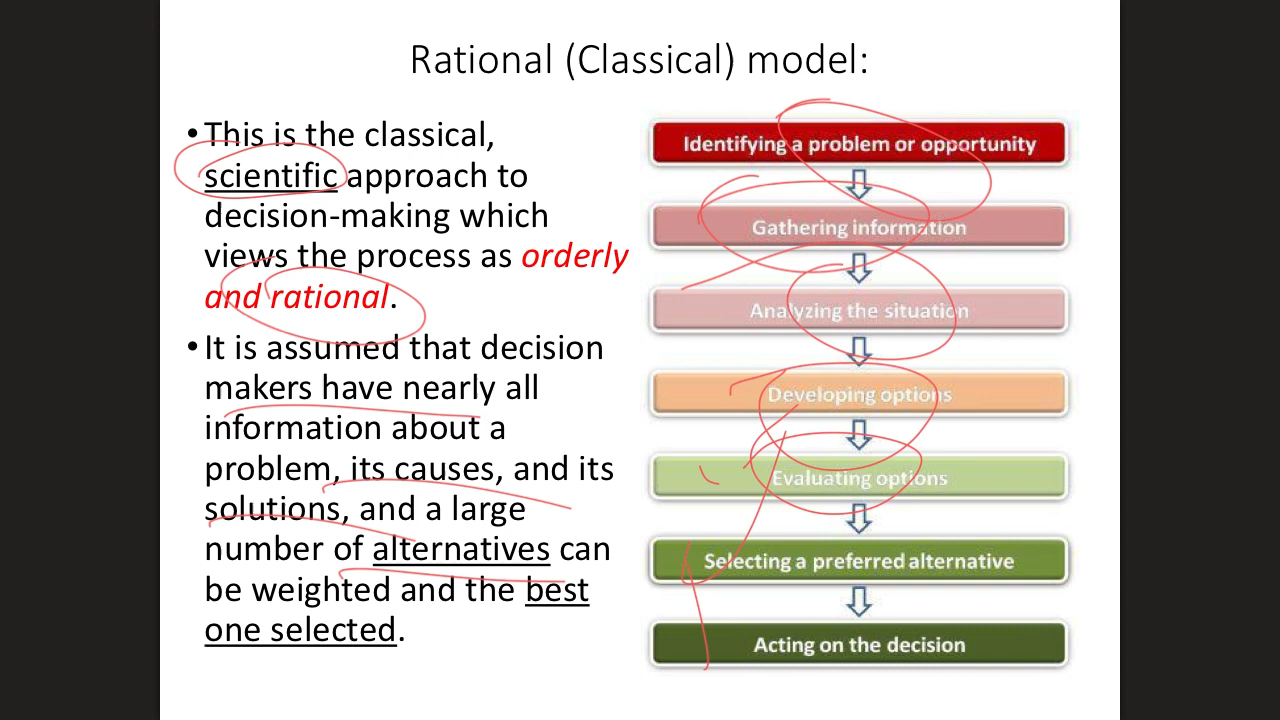 Rational (Classical) model:
•This is the classical,
scientific approach to
decision-making which
views the process as orderly
and rational.
•It is assumed that decision
makers have nearly all
information about a
problem, its causes, and its
solutions, and a large
number of alternatives can
be weighted and the best
one selected.
Identifying a problem or opportunity
Gathering information
Analyzing the situation
Developing options
Evaluating options
Selecting a preferred alternative
Acting on the decision